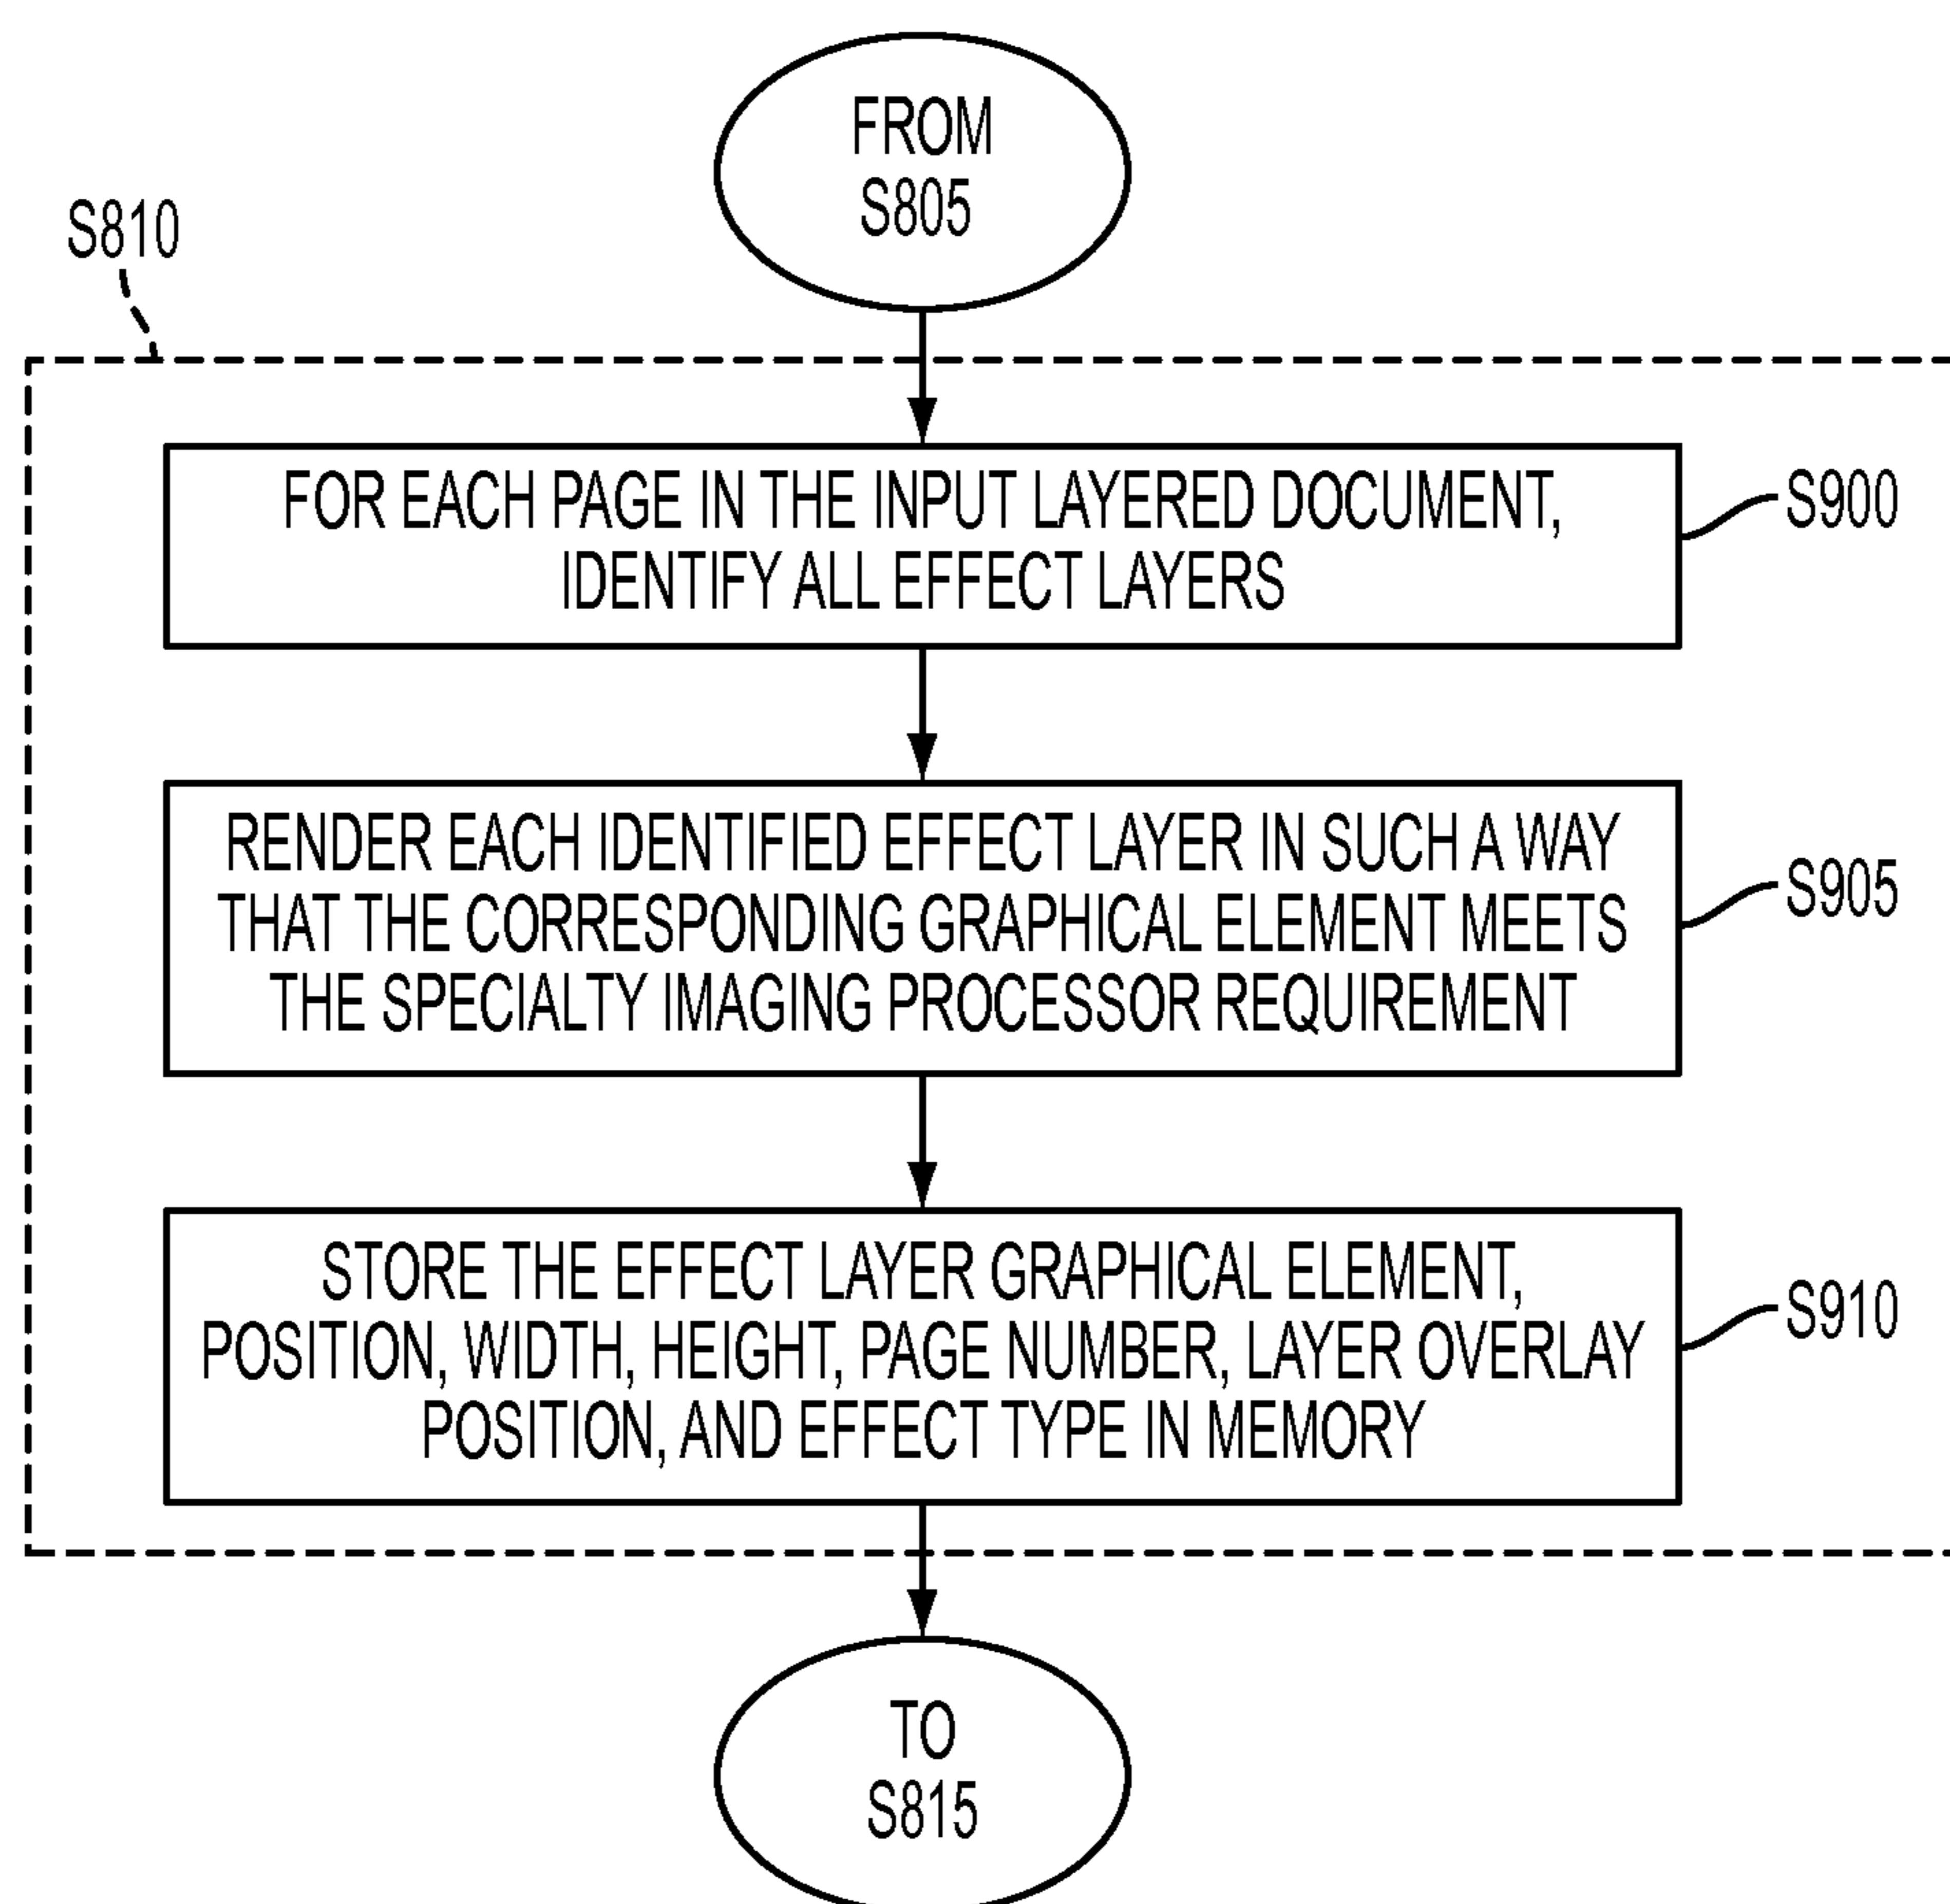 FROM
S805
S810
FOR EACH PAGE IN THE INPUT LAYERED DOCUMENT,
IDENTIFY ALL EFFECT LAYERS
S900
RENDER EACH IDENTIFIED EFFECT LAYER IN SUCH A WAY
THAT THE CORRESPONDING GRAPHICAL ELEMENT MEETS
THE SPECIALTY IMAGING PROCESSOR REQUIREMENT
S905
STORE THE EFFECT LAYER GRAPHICAL ELEMENT,
POSITION, WIDTH, HEIGHT, PAGE NUMBER, LAYER OVERLAY
POSITION, AND EFFECT TYPE IN MEMORY
S910
TO
S815